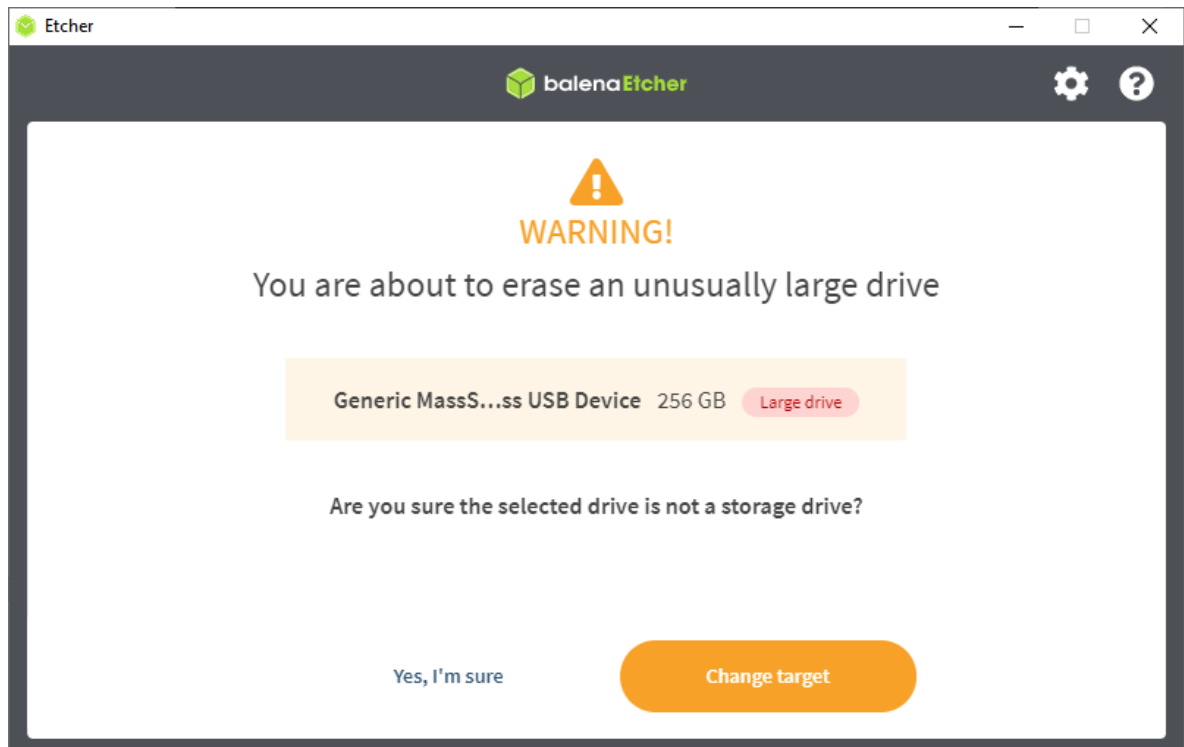 Etcher
balenaEtcher
WARNING!
You are about to erase an unusually large drive
Generic MassS...ss USB Device 256 GB Large drive
Are you sure the selected drive is not a storage drive?
Yes, I'm sure Change target